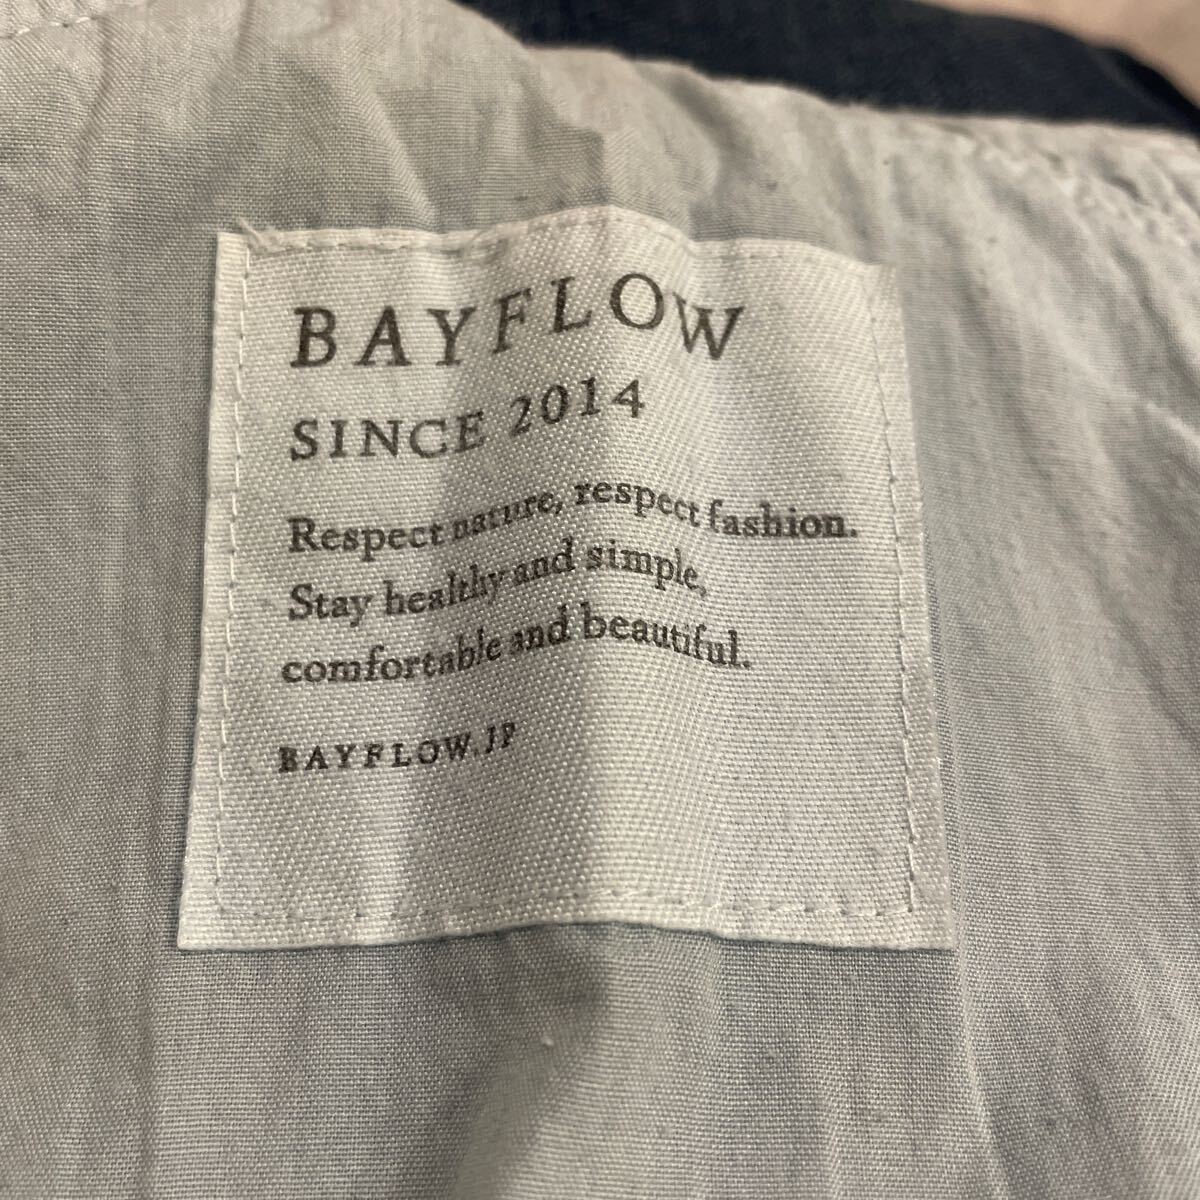 BAYFLOW
SINCE 2014
Respect nature, respect fashion.
Stay healthy and simple,
comfortable and beautiful.
BAYFLOW.JP